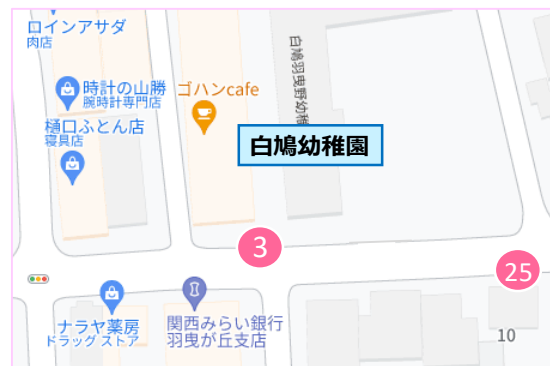 ロインアサダ
肉店
時計の山勝
腕時計専門店
ゴハンcafe
樋口ふとん店
寝具店
白鳩羽曳野幼稚
白鳩幼稚園
3
25
ナラヤ薬房
ドラッグ ストア
関西みらい銀行
羽曳が丘支店
10